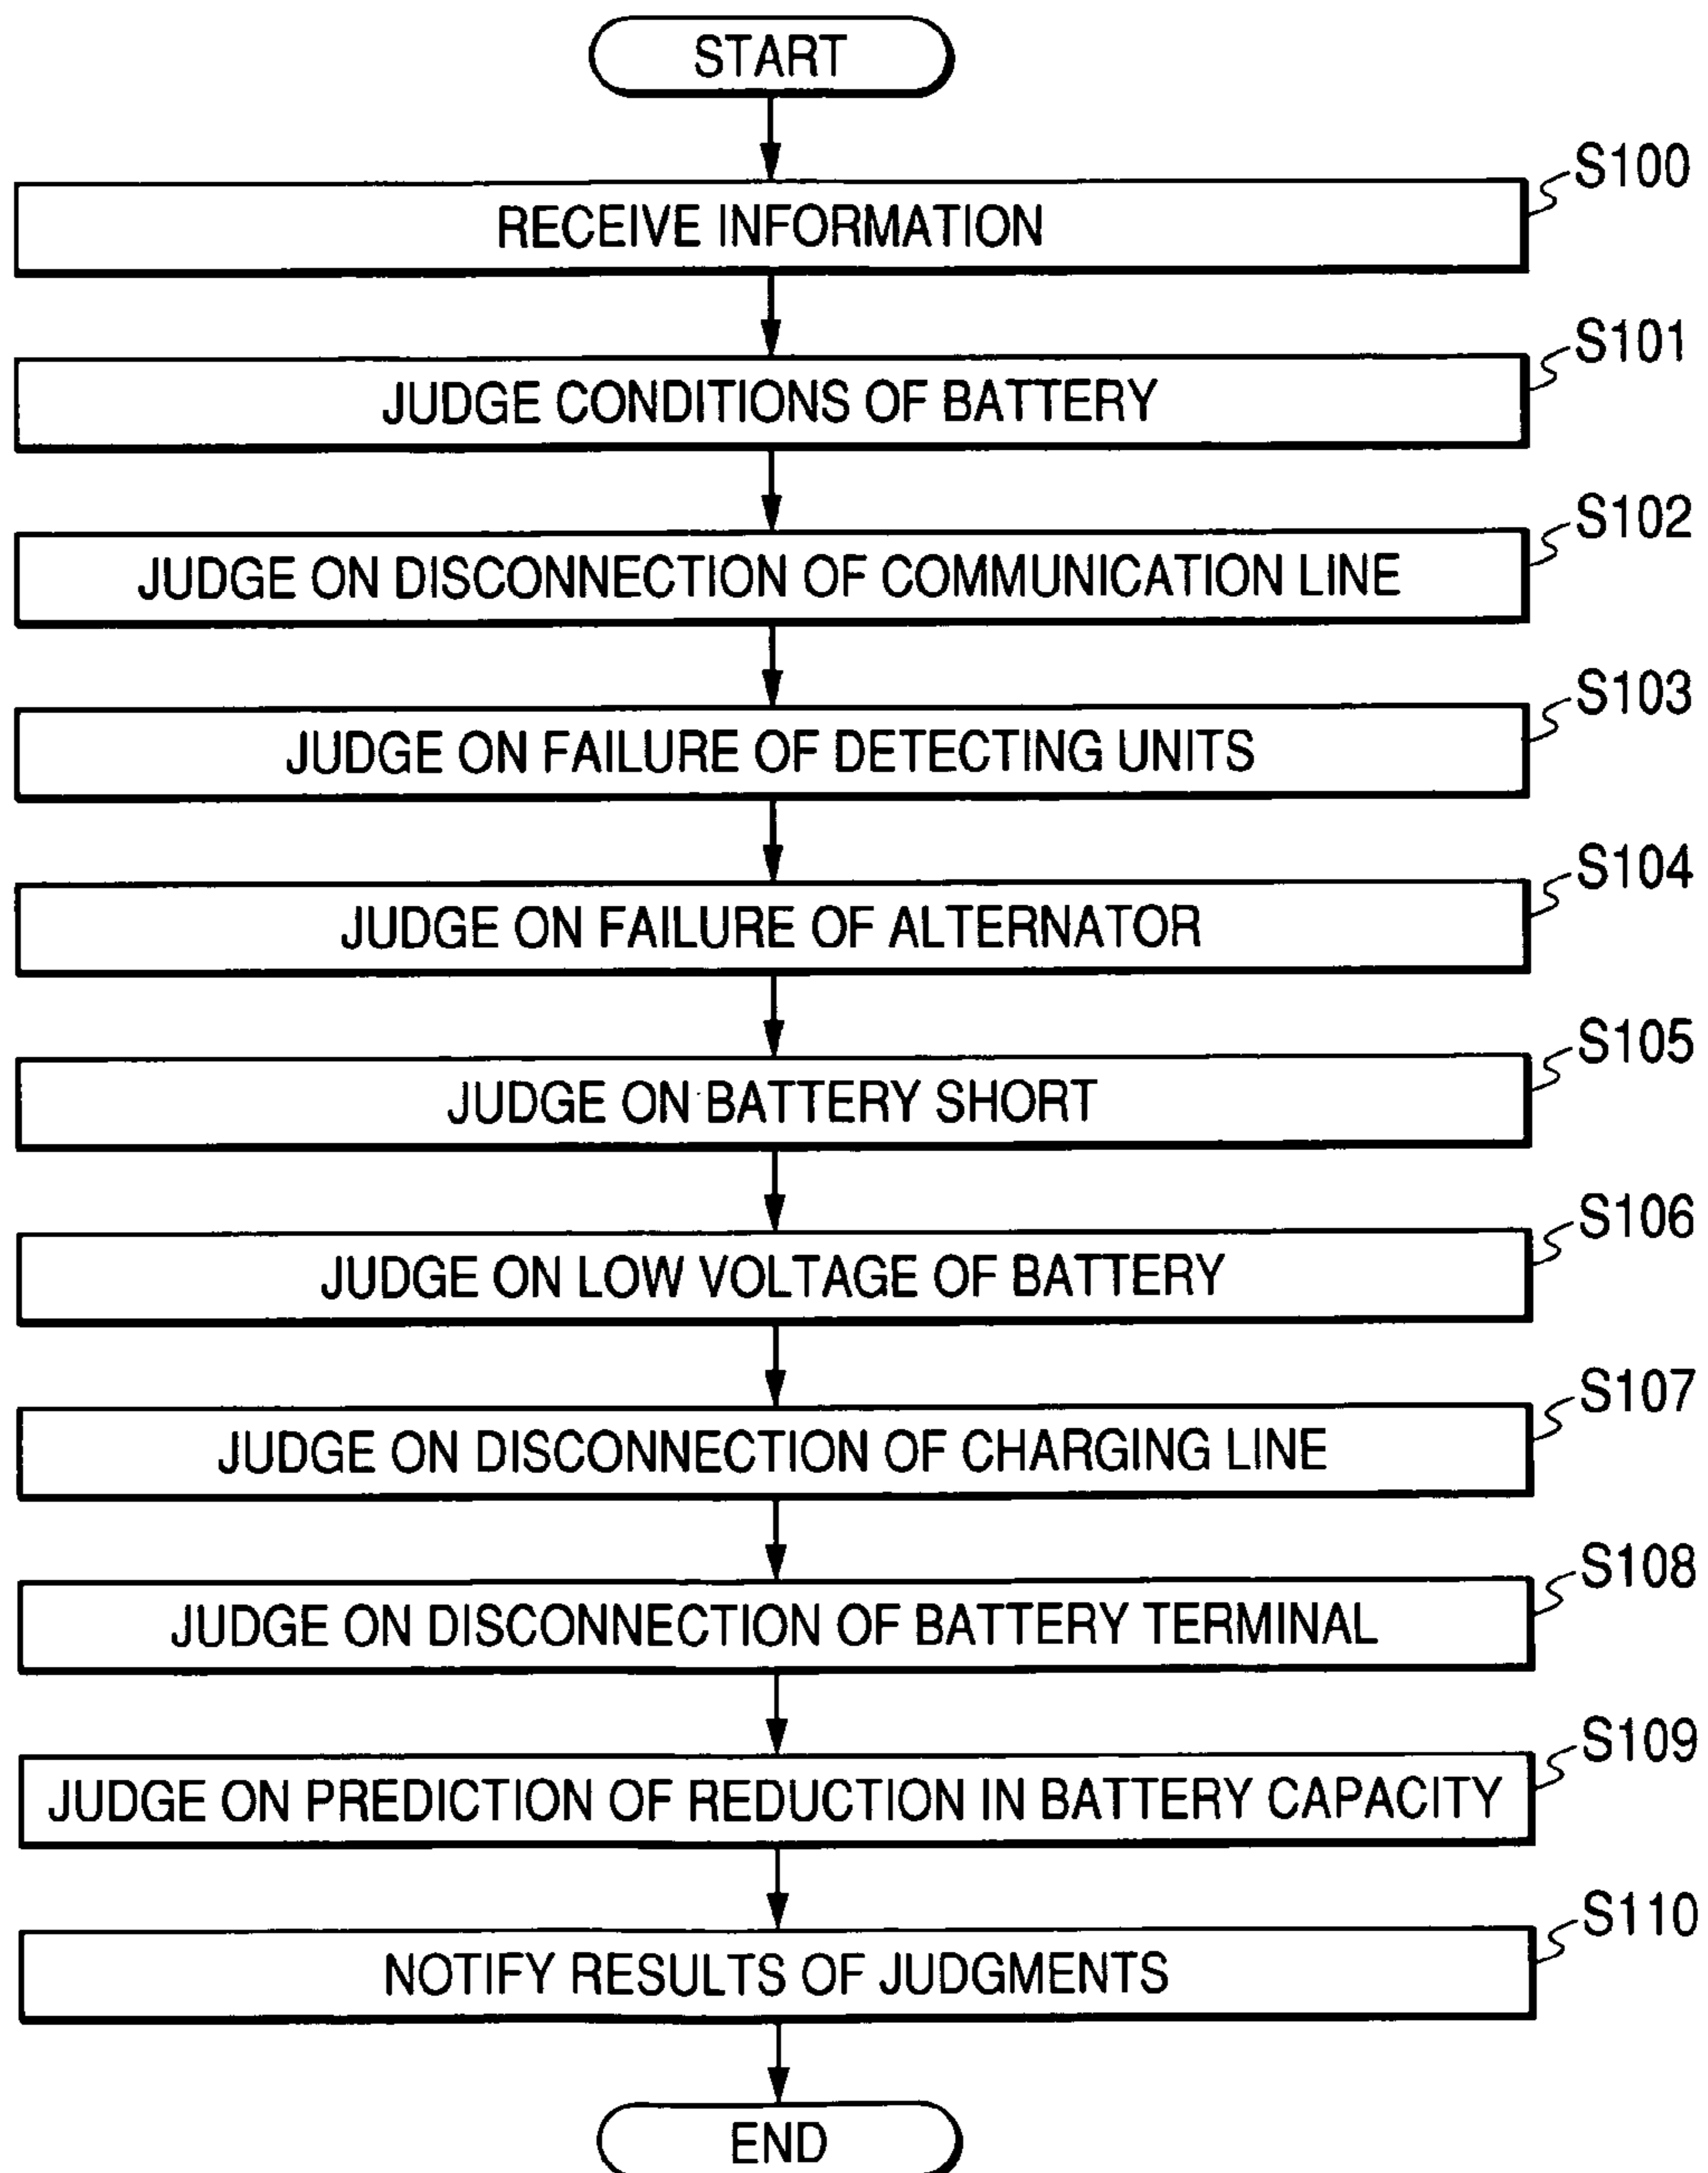 START
S100
RECEIVE INFORMATION
S101
JUDGE CONDITIONS OF BATTERY
S102
JUDGE ON DISCONNECTION OF COMMUNICATION LINE
S103
JUDGE ON FAILURE OF DETECTING UNITS
S104
JUDGE ON FAILURE OF ALTERNATOR
S105
JUDGE ON BATTERY SHORT
S106
JUDGE ON LOW VOLTAGE OF BATTERY
S107
JUDGE ON DISCONNECTION OF CHARGING LINE
S108
JUDGE ON DISCONNECTION OF BATTERY TERMINAL
S109
JUDGE ON PREDICTION OF REDUCTION IN BATTERY CAPACITY
S110
NOTIFY RESULTS OF JUDGMENTS
END